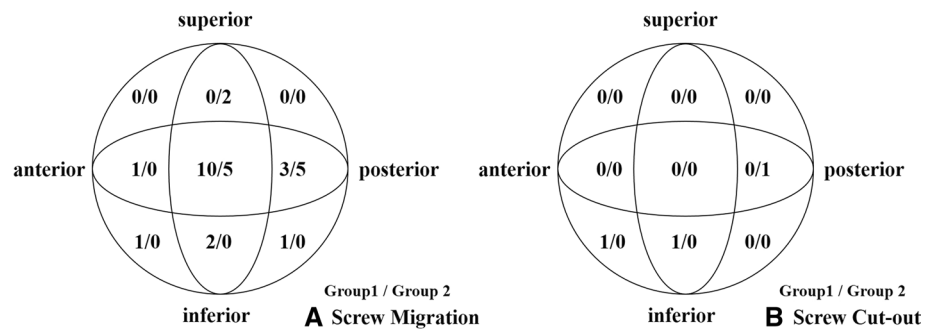 superior superior
0/0 0/2 0/0 0/0 0/0 0/0
anterior 1/0 10/5 3/5 posterior anterior 0/0 0/0 0/1 posterior
1/0 2/0 1/0 1/0 1/0 0/0
Group1 / Group 2 Group1 / Group 2
inferior A Screw Migration inferior B Screw Cut-out